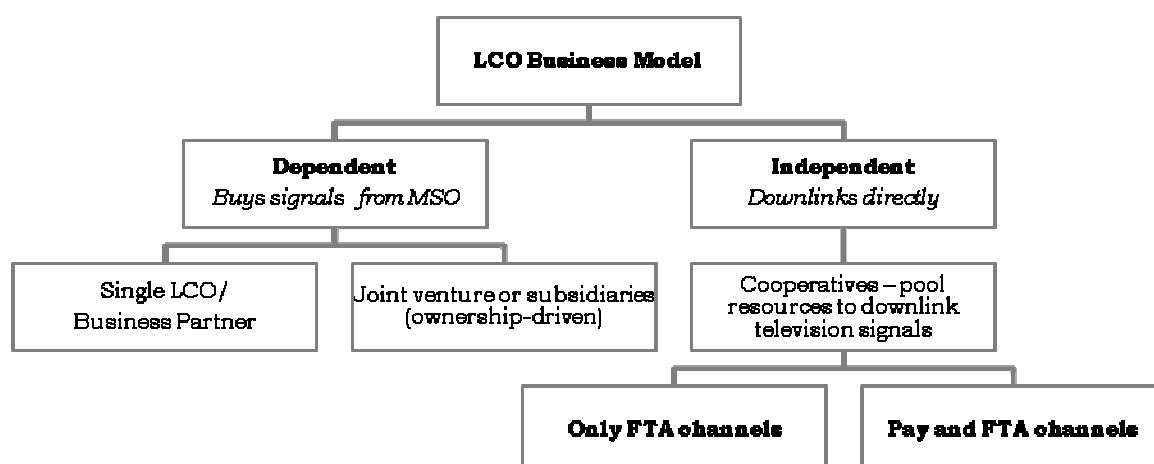 LCO Business Model
Dependent
Buys signals from MSO
Independent
Downlinks directly
Single LCO/
Business Partner
Joint venture or subsidiaries
(ownership-driven)
Cooperatives – pool
resources to downlink
television signals
Only FTA channels
Pay and FTA channels